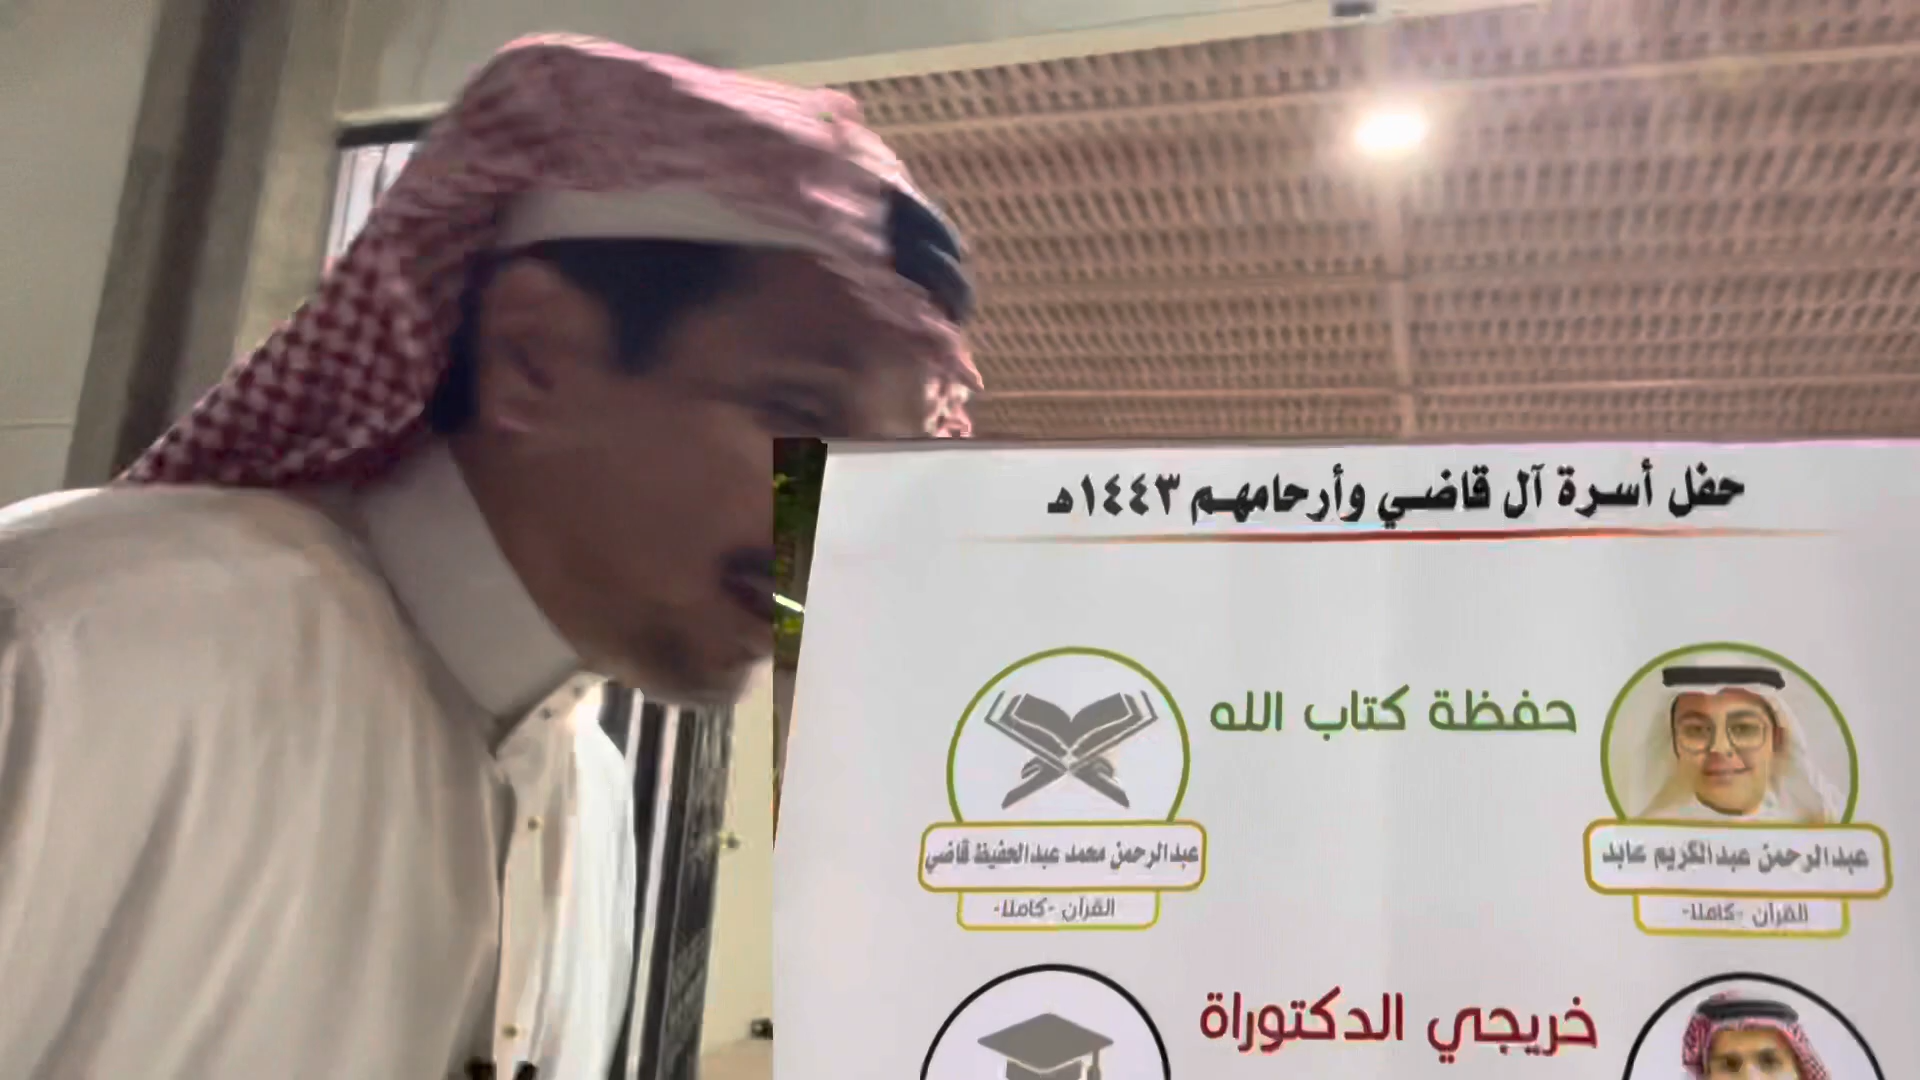 حفل أسرة آل قاضي وأرحامهم ١٤٤٣هـ
حفظة كتاب الله
عبدالرحمن عبدالكريم عابد
القرآن -كاملا-
عبدالرحمن محمد عبدالحفيظ قاضي
القرآن -كاملا-
خريجي الدكتوراة